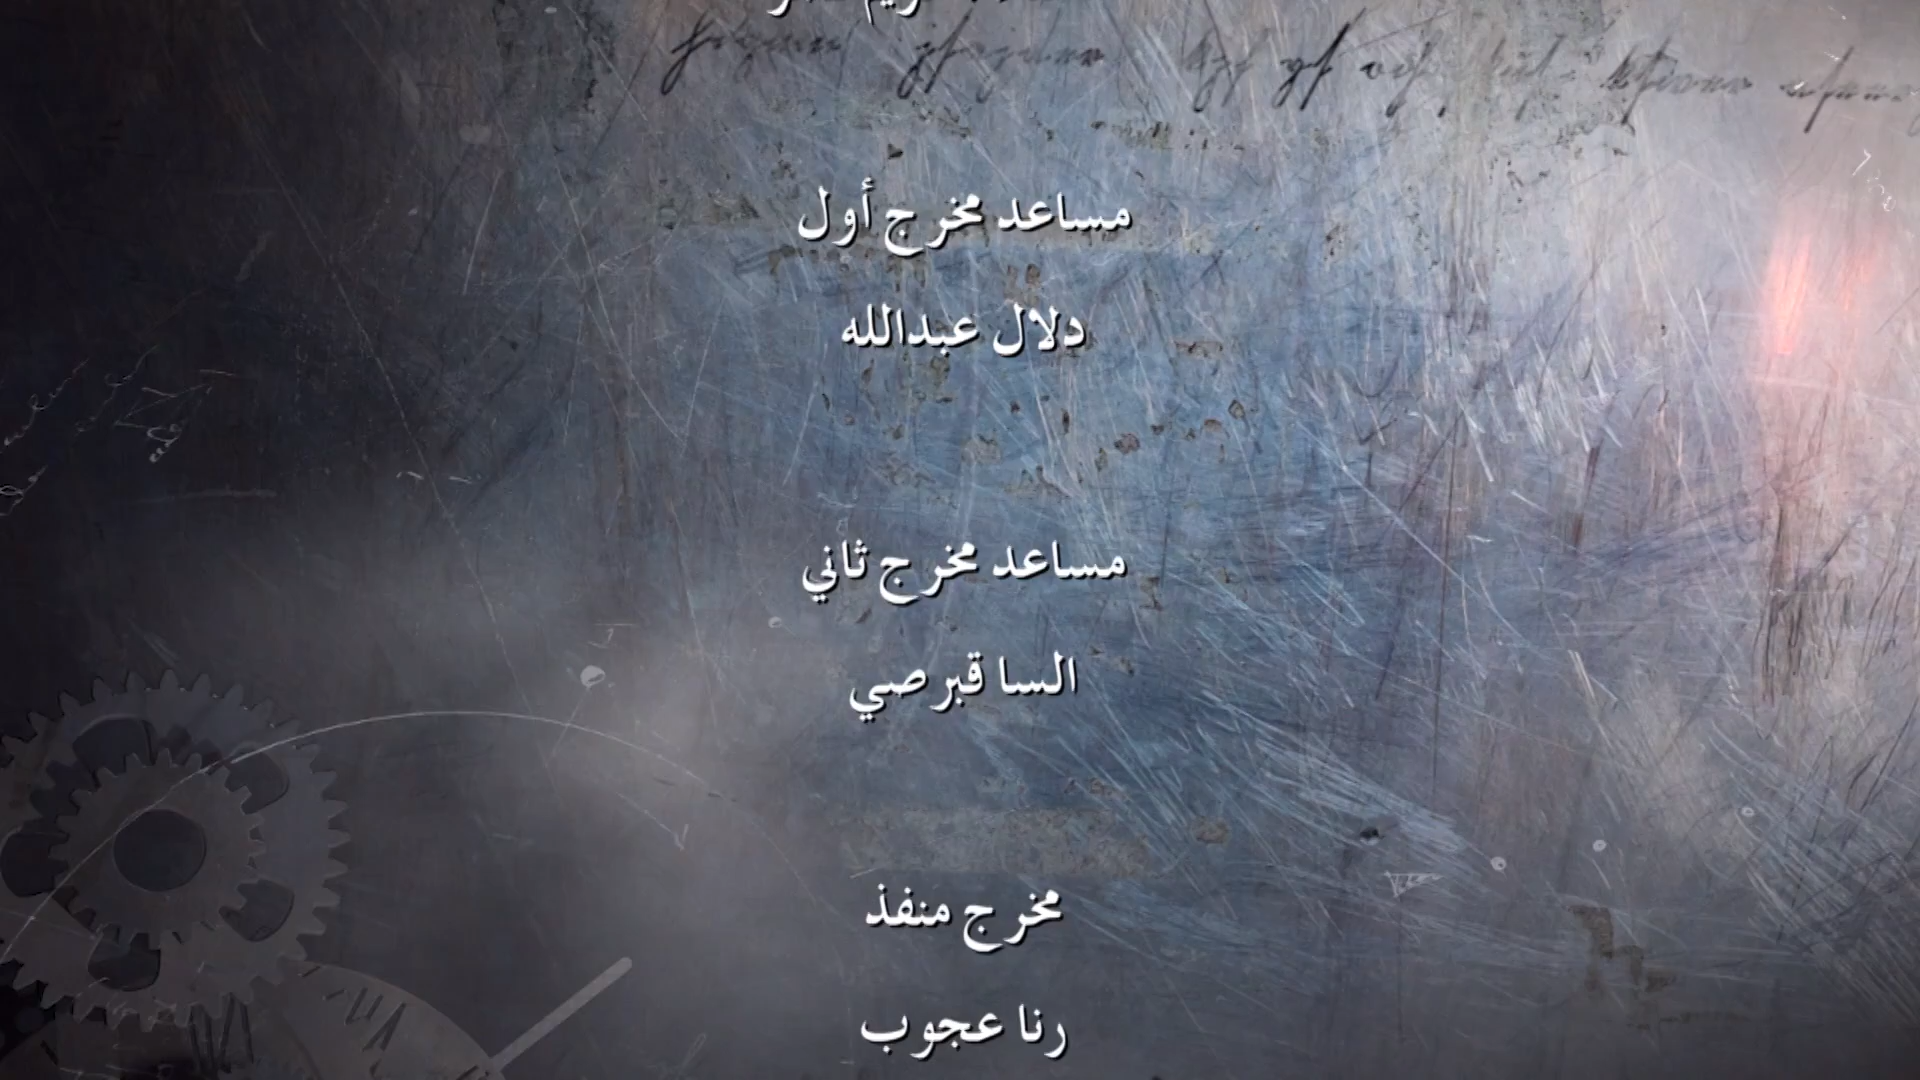 مساعد مخرج أول
دلال عبدالله
مساعد مخرج ثاني
السا قبرصي
مخرج منفذ
رنا عجوب